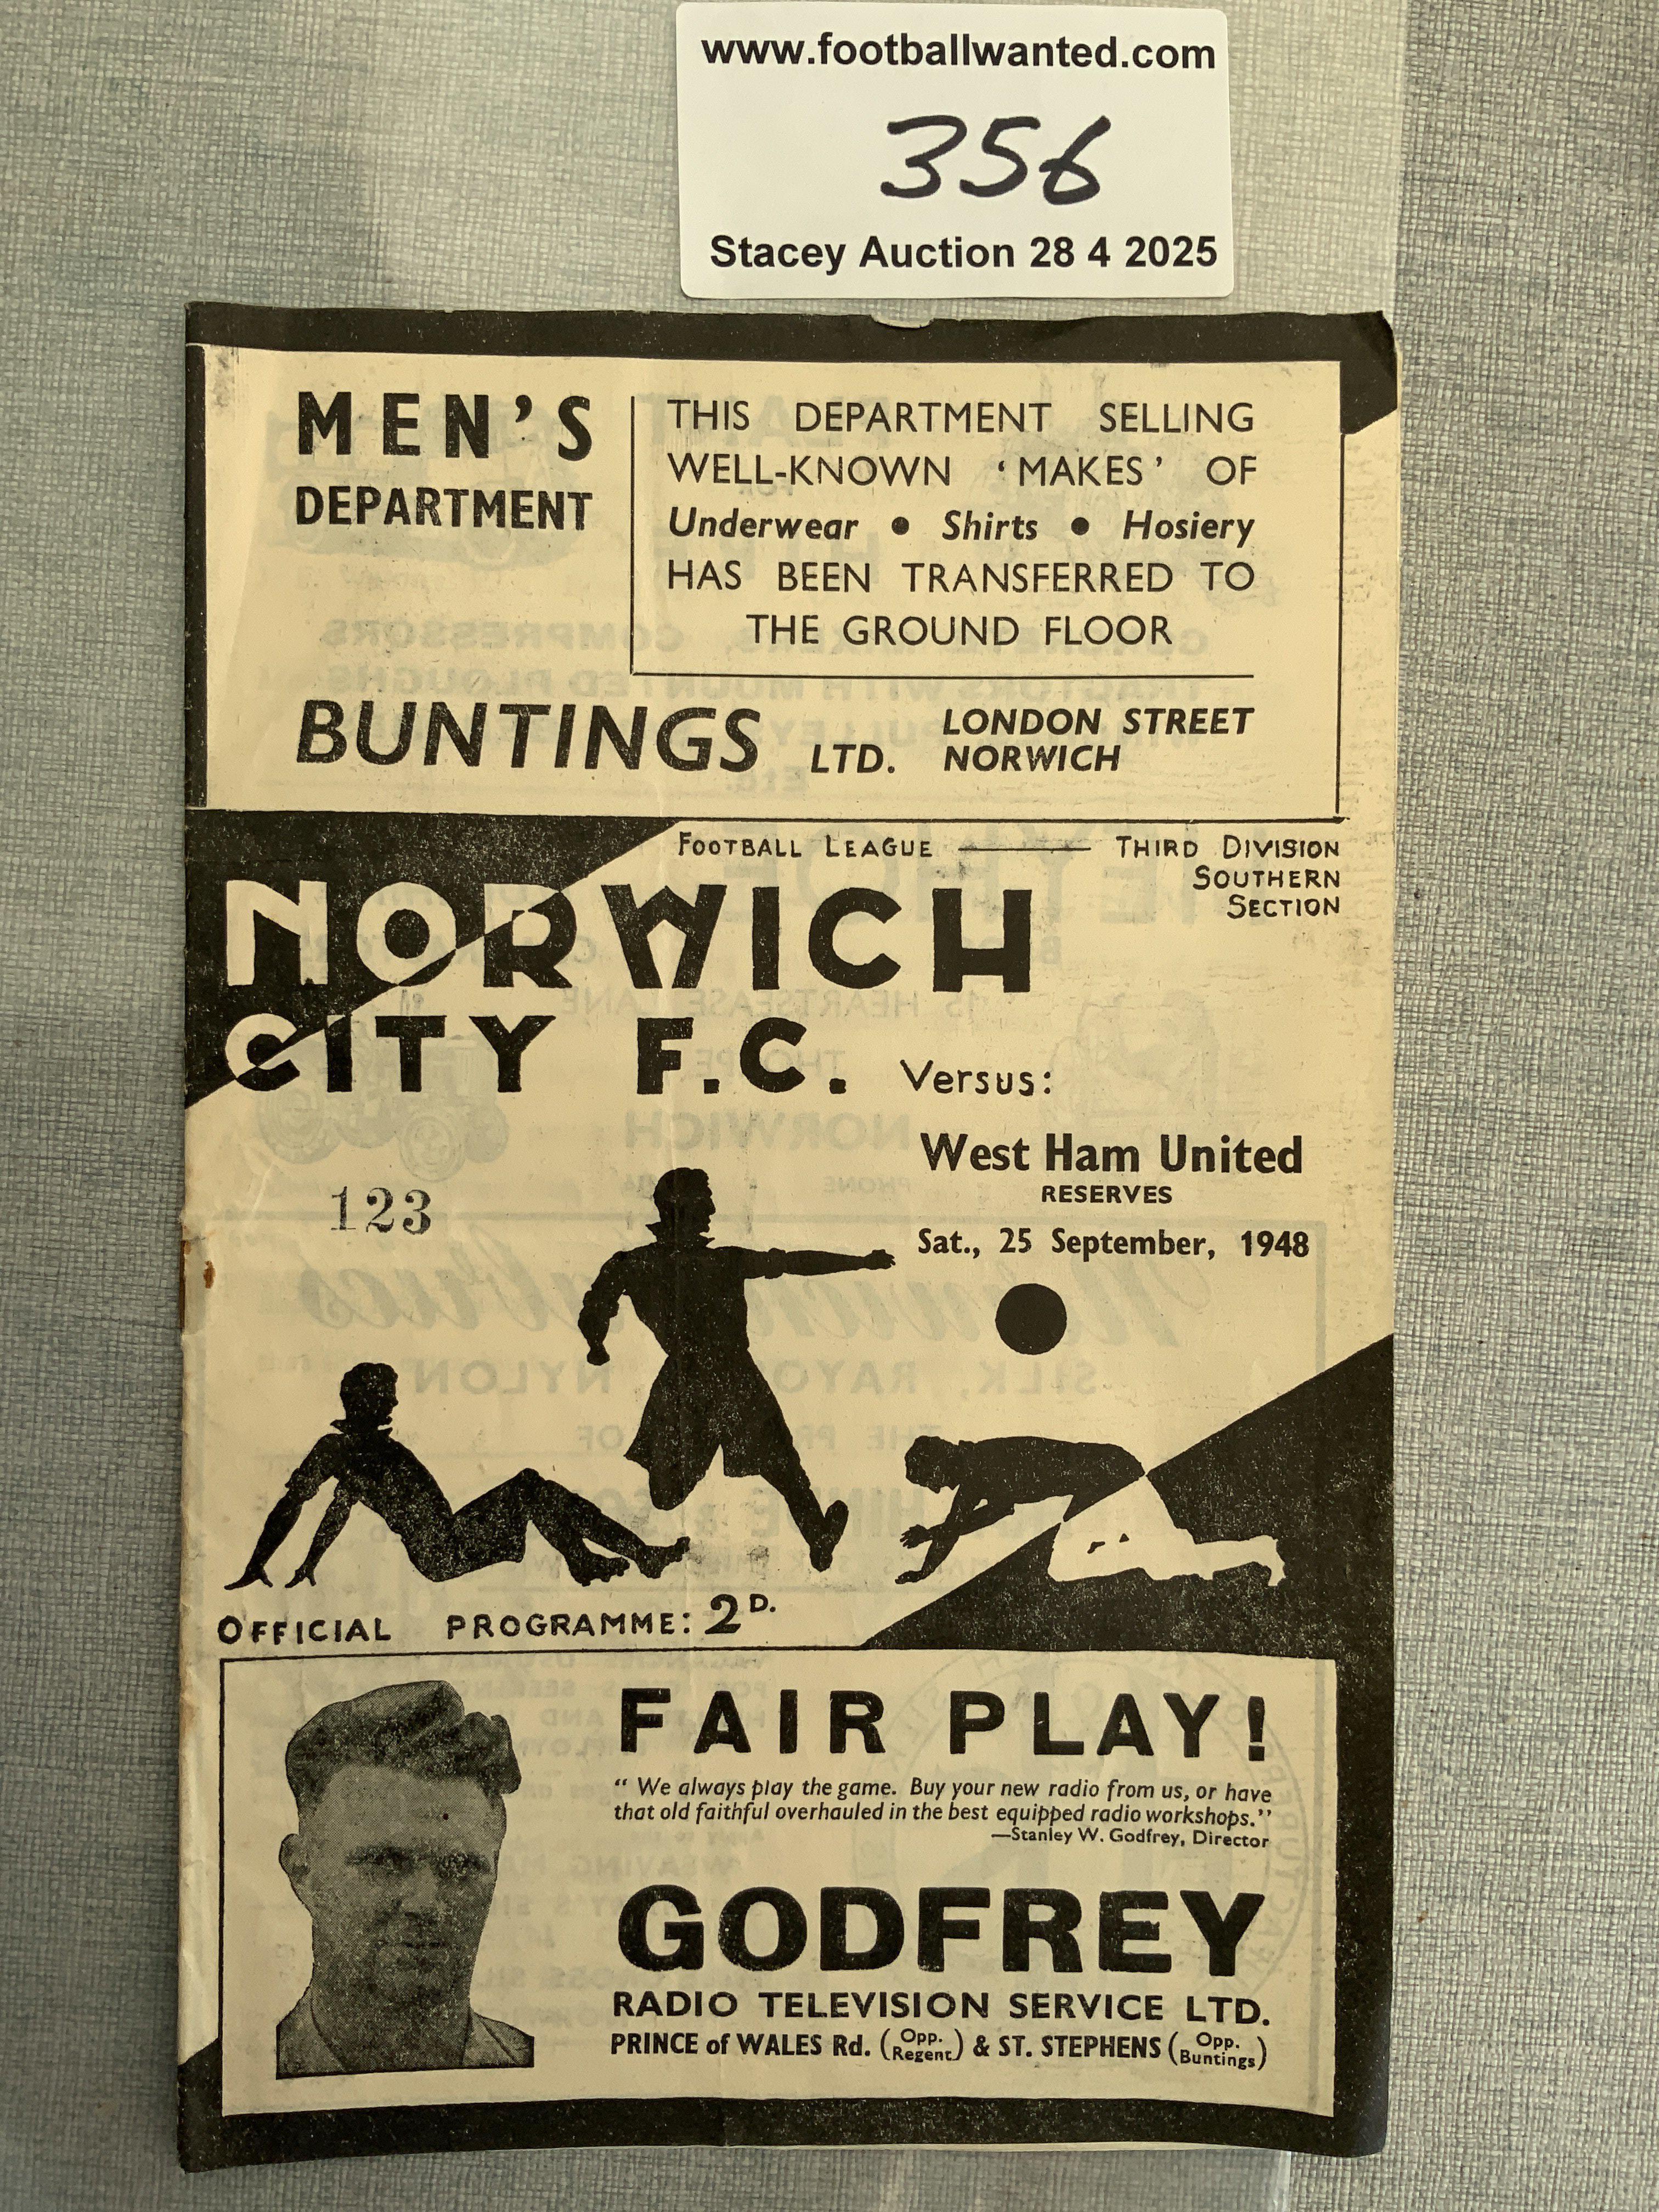 www.footballwanted.com
356
Stacey Auction 28 4 2025
MEN'S
DEPARTMENT
THIS DEPARTMENT SELLING
WELL-KNOWN ‘MAKES’ OF
Underwear • Shirts • Hosiery
HAS BEEN TRANSFERRED TO
THE GROUND FLOOR
BUNTINGS LTD.
LONDON STREET
NORWICH
FOOTBALL LEAGUE — THIRD DIVISION
SOUTHERN
SECTION
NORWICH
CITY F.C. Versus:
West Ham United
RESERVES
123
Sat., 25 September, 1948
OFFICIAL PROGRAMME: 2D.
FAIR PLAY!
“ We always play the game. Buy your new radio from us, or have
that old faithful overhauled in the best equipped radio workshops.”
—Stanley W. Godfrey, Director
GODFREY
RADIO TELEVISION SERVICE LTD.
PRINCE of WALES Rd. (Opp. Regent) & ST. STEPHENS (Opp. Buntings)